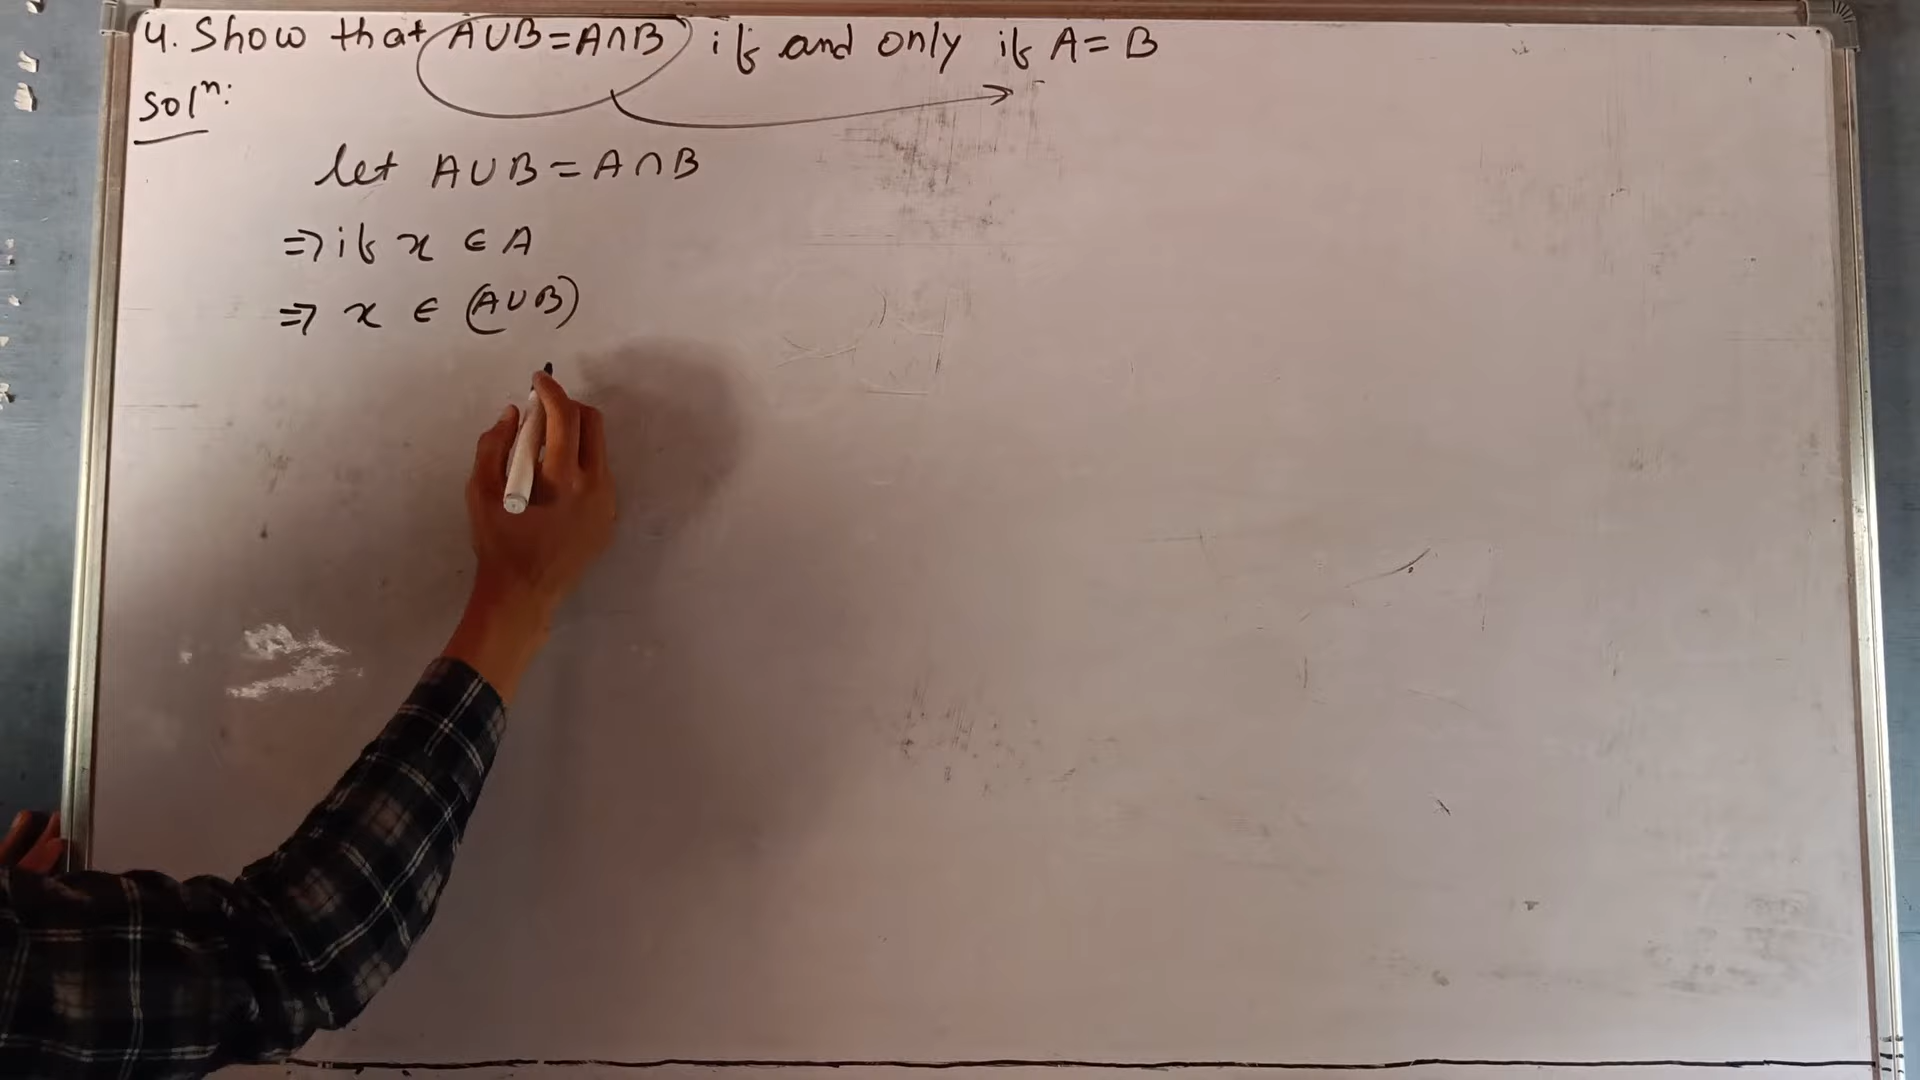 4. Show that A∪B=A∩B if and only if A=B
Solⁿ:
let A∪B=A∩B
⇒ if x ∈ A
⇒ x ∈ (A∪B)